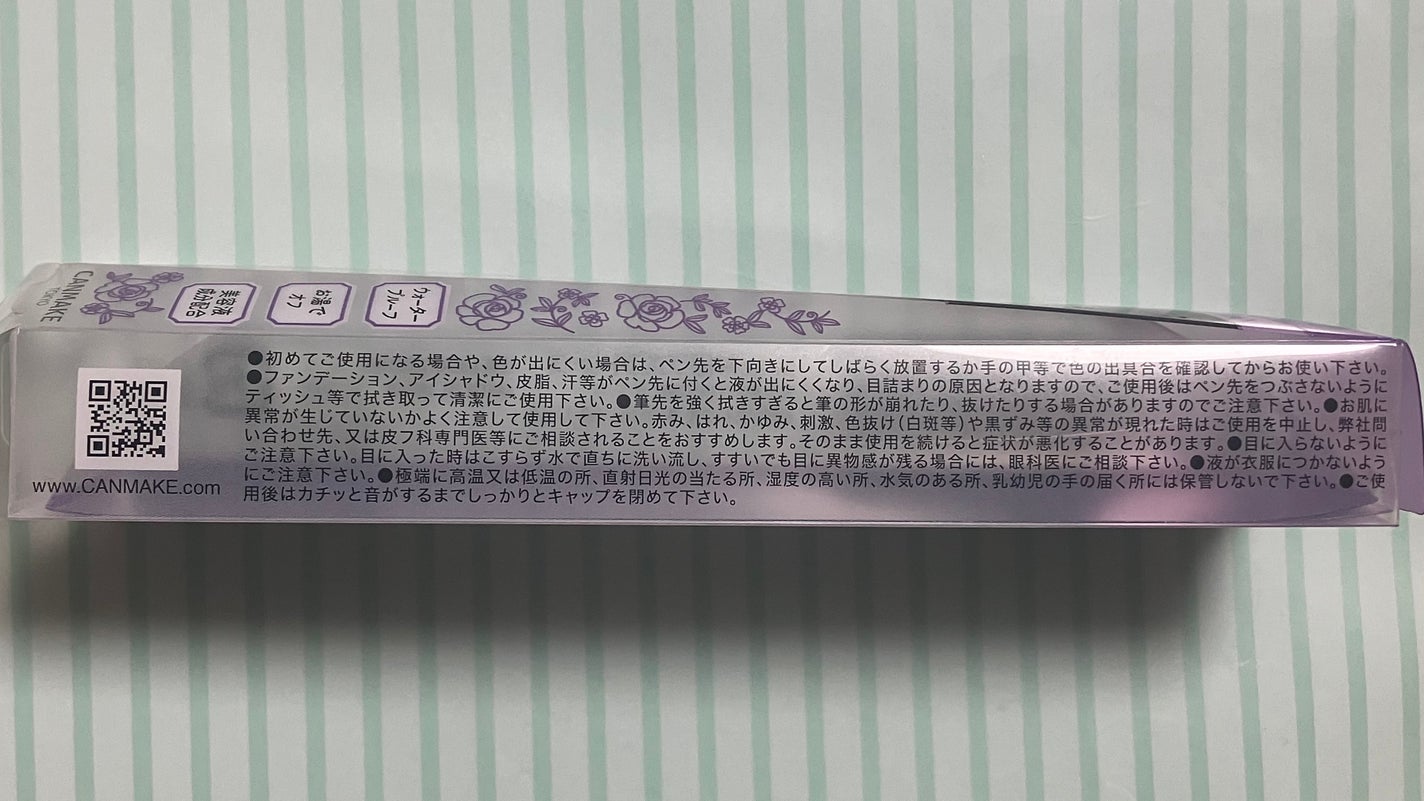 CANMAKE
TOKYO
美容液
成分配合
お湯で
オフ
ウォーター
プルーフ
●初めてご使用になる場合や、色が出にくい場合は、ペン先を下向きにしてしばらく放置するか手の甲等で色の出具合を確認してからお使い下さい。
●ファンデーション、アイシャドウ、皮脂、汗等がペン先に付くと液が出にくくなり、目詰まりの原因となりますので、ご使用後はペン先をつぶさないように
ティッシュ等で拭き取って清潔にご使用下さい。●筆先を強く拭きすぎると筆の形が崩れたり、抜けたりする場合がありますのでご注意下さい。●お肌に
異常が生じていないかよく注意して使用して下さい。赤み、はれ、かゆみ、刺激、色抜け(白斑等)や黒ずみ等の異常が現れた時はご使用を中止し、弊社問
い合わせ先、又は皮フ科専門医等にご相談されることをおすすめします。そのまま使用を続けると症状が悪化することがあります。●目に入らないように
ご注意下さい。目に入った時はこすらず水で直ちに洗い流し、すすいでも目に異物感が残る場合には、眼科医にご相談下さい。●液が衣服につかないよう
にご注意下さい。●極端に高温又は低温の所、直射日光の当たる所、湿度の高い所、水気のある所、乳幼児の手の届く所には保管しないで下さい。●ご使
用後はカチッと音がするまでしっかりとキャップを閉めて下さい。
www.CANMAKE.com